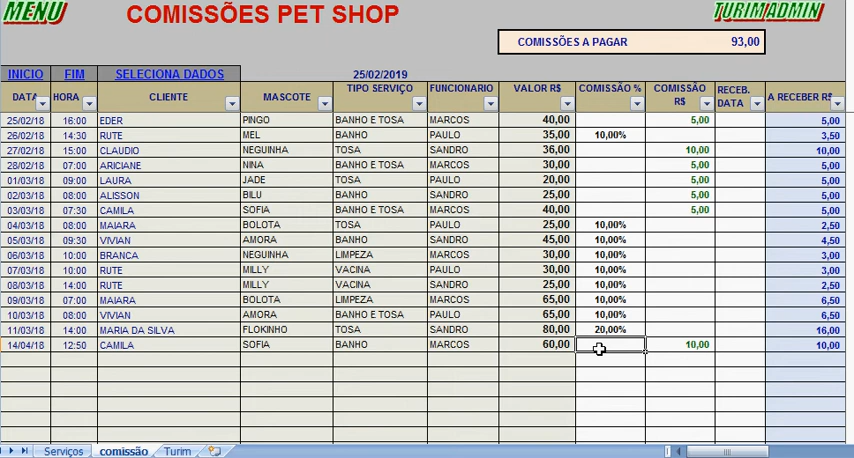 MENU COMISSÕES PET SHOP TURIM ADMIN
COMISSÕES A PAGAR 93,00
INICIO FIM SELECIONA DADOS 25/02/2019
DATA HORA CLIENTE MASCOTE TIPO SERVIÇO FUNCIONARIO VALOR R$ COMISSÃO % COMISSÃO R$ RECEB. DATA A RECEBER R$
25/02/18 16:00 EDER PINGO BANHO E TOSA MARCOS 40,00 5,00 5,00
26/02/18 14:30 RUTE MEL BANHO PAULO 35,00 10,00% 3,50
27/02/18 15:00 CLAUDIO NEGUINHA TOSA SANDRO 36,00 10,00 10,00
28/02/18 07:00 ARICIANE NINA BANHO E TOSA MARCOS 30,00 5,00 5,00
01/03/18 09:00 LAURA JADE TOSA PAULO 20,00 5,00 5,00
02/03/18 08:00 ALISSON BILU BANHO SANDRO 25,00 5,00 5,00
03/03/18 07:30 CAMILA SOFIA BANHO E TOSA MARCOS 40,00 5,00 5,00
04/03/18 08:00 MAIARA BOLOTA TOSA PAULO 25,00 10,00% 2,50
05/03/18 09:30 VIVIAN AMORA BANHO SANDRO 45,00 10,00% 4,50
06/03/18 10:00 BRANCA NEGUINHA LIMPEZA MARCOS 30,00 10,00% 3,00
07/03/18 10:00 RUTE MILLY VACINA PAULO 30,00 10,00% 3,00
08/03/18 14:00 RUTE MILLY VACINA SANDRO 25,00 10,00% 2,50
09/03/18 07:00 MAIARA BOLOTA LIMPEZA MARCOS 65,00 10,00% 6,50
10/03/18 08:00 VIVIAN AMORA BANHO E TOSA PAULO 65,00 10,00% 6,50
11/03/18 14:00 MARIA DA SILVA FLOKINHO TOSA SANDRO 80,00 20,00% 16,00
14/04/18 12:50 CAMILA SOFIA BANHO MARCOS 60,00 10,00 10,00
Serviços comissão Turim